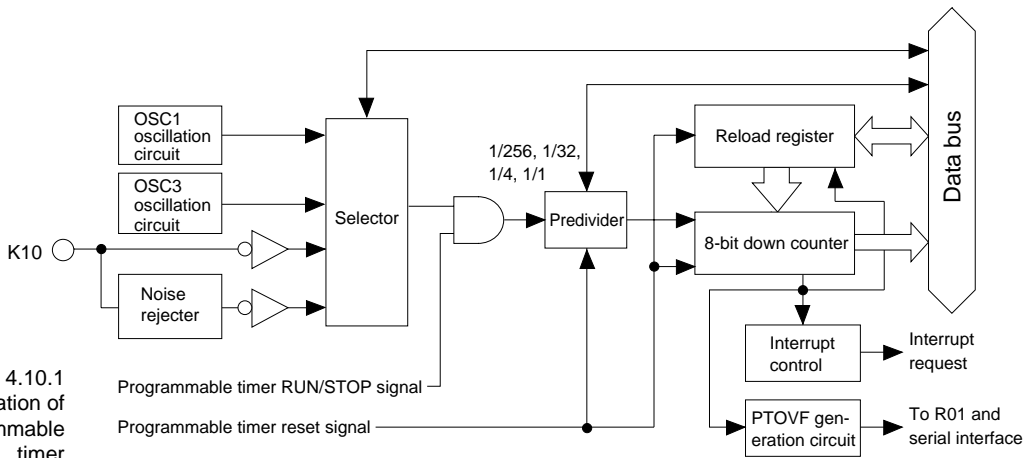 OSC1
oscillation
circuit
OSC3
oscillation
circuit
K10
Noise
rejecter
Selector
1/256, 1/32,
1/4, 1/1
Predivider
Reload register
8-bit down counter
Data bus
Interrupt
control
Interrupt
request
PTOVF gen-
eration circuit
To R01 and
serial interface
Programmable timer RUN/STOP signal
Programmable timer reset signal
4.10.1
ation of
mmable
timer